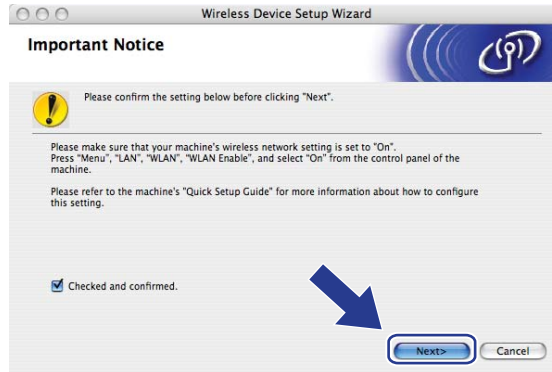 Wireless Device Setup Wizard
Important Notice
Please confirm the setting below before clicking "Next".
Please make sure that your machine's wireless network setting is set to "On".
Press "Menu", "LAN", "WLAN", "WLAN Enable", and select "On" from the control panel of the
machine.
Please refer to the machine's "Quick Setup Guide" for more information about how to configure
this setting.
Checked and confirmed.
Next>
Cancel